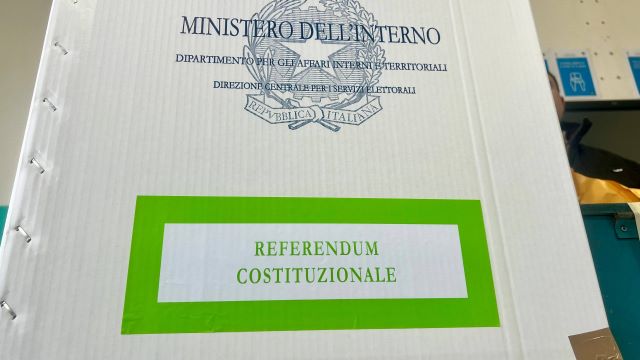 MINISTERO DELL'INTERNO
DIPARTIMENTO PER GLI AFFARI INTERNI E TERRITORIALI
DIREZIONE CENTRALE PER I SERVIZI ELETTORALI
REPVBBLICA ITALIANA
REFERENDUM
COSTITUZIONALE